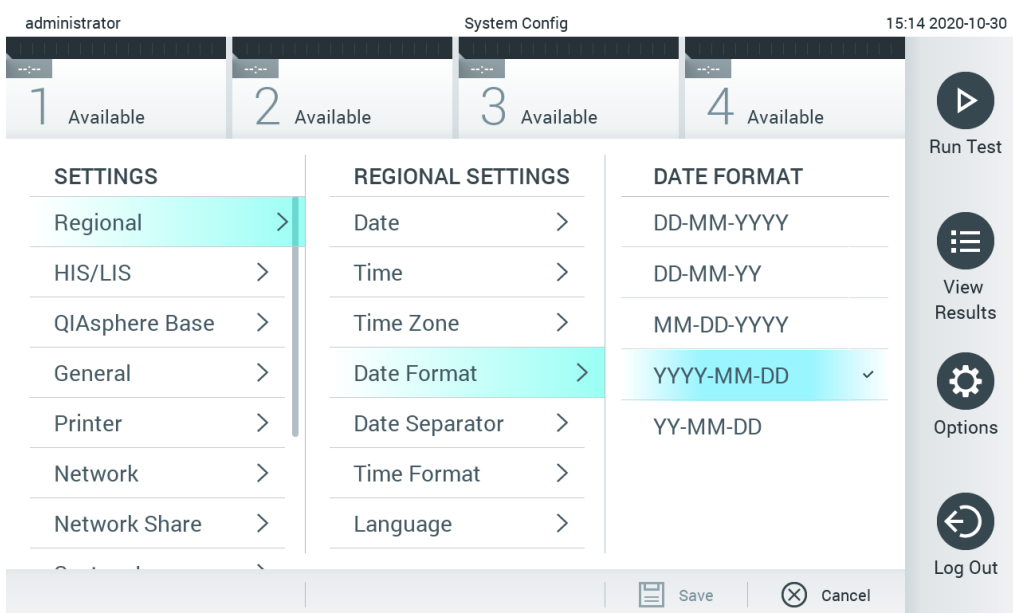 administrator
System Config
15:14 2020-10-30
--:--
--:--
--:--
--:--
1 Available
2 Available
3 Available
4 Available
Run Test
View
Results
Options
Log Out
SETTINGS
Regional
HIS/LIS
QIAsphere Base
General
Printer
Network
Network Share
REGIONAL SETTINGS
Date
Time
Time Zone
Date Format
Date Separator
Time Format
Language
DATE FORMAT
DD-MM-YYYY
DD-MM-YY
MM-DD-YYYY
YYYY-MM-DD
YY-MM-DD
Save
Cancel